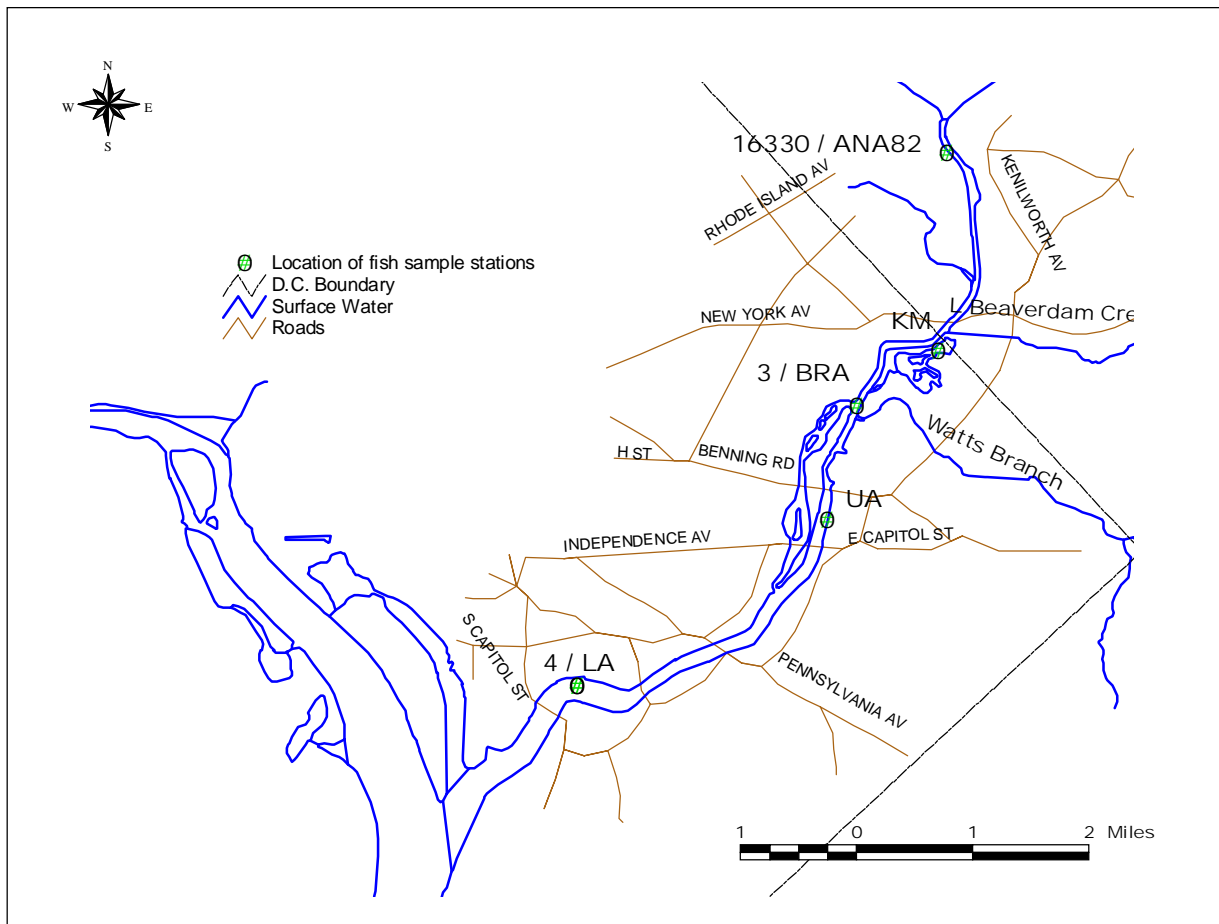 N
W E
S
16330 / ANA82
RHODE ISLAND AV
KENILWORTH AV
Location of fish sample stations
D.C. Boundary
Surface Water
Roads
NEW YORK AV
L Beaverdam Cre
KM
3 / BRA
Watts Branch
H ST
BENNING RD
UA
INDEPENDENCE AV
E CAPITOL ST
S CAPITOL ST
4 / LA
PENNSYLVANIA AV
1 0 1 2 Miles